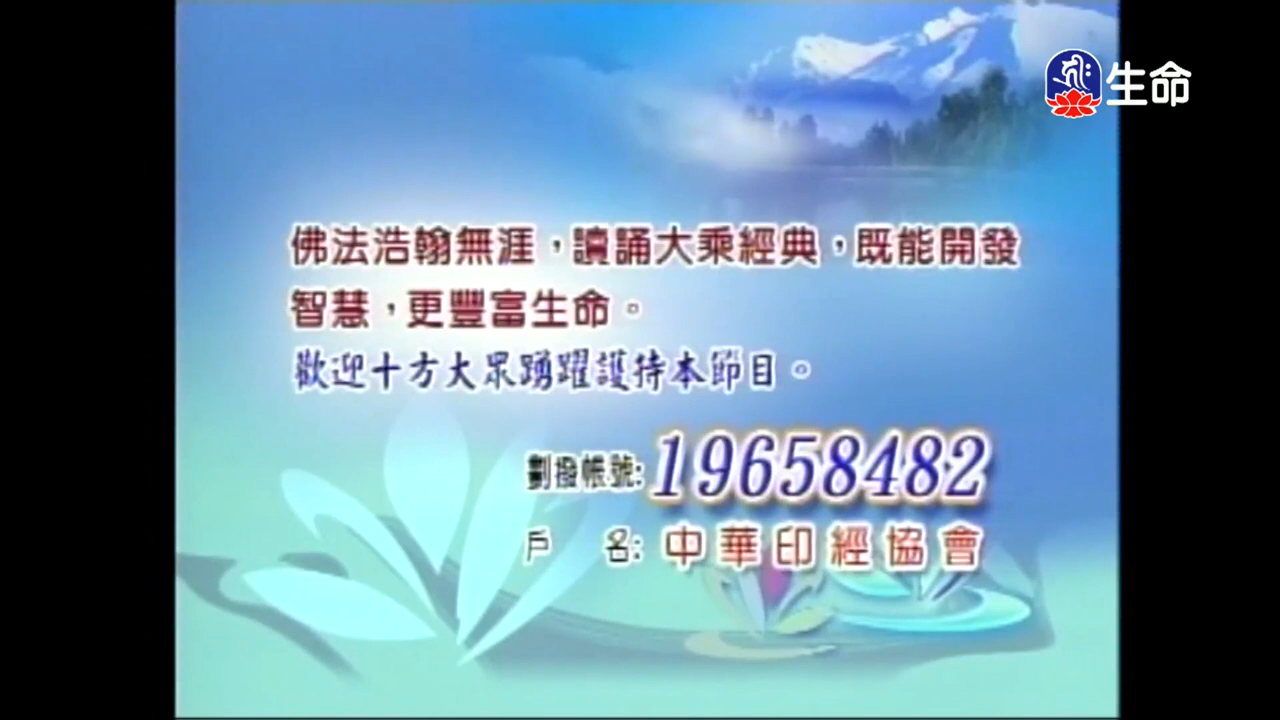 生命
佛法浩翰無涯，讀誦大乘經典，既能開發
智慧，更豐富生命。
歡迎十方大眾踴躍護持本節目。
劃撥帳號:19658482
戶 名:中華印經協會